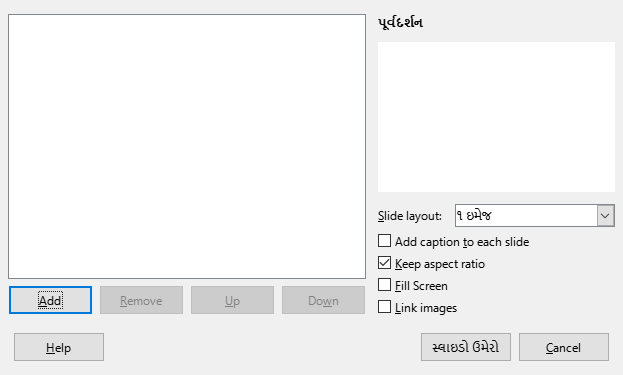 પૂર્વદર્શન
Slide layout: ૧ ઇમેજ
Add caption to each slide
Keep aspect ratio
Fill Screen
Link images
Add Remove Up Down
Help સ્લાઇડો ઉમેરો Cancel